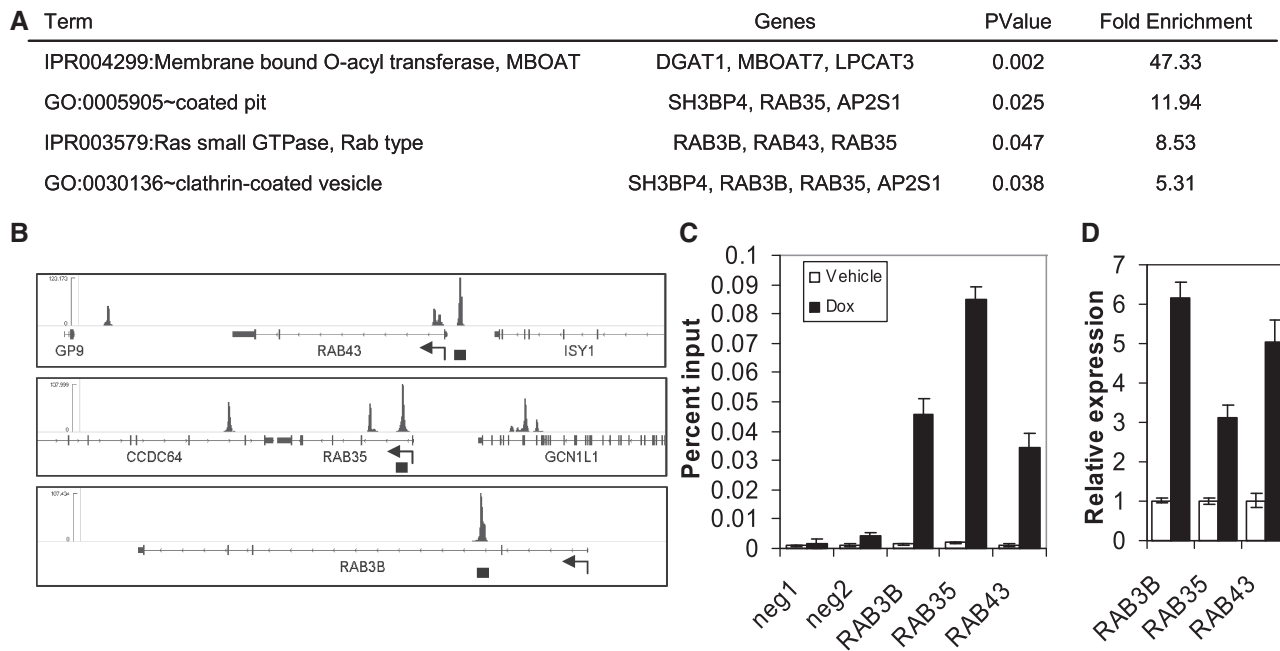 A Term Genes PValue Fold Enrichment
IPR004299:Membrane bound O-acyl transferase, MBOAT DGAT1, MBOAT7, LPCAT3 0.002 47.33
GO:0005905~coated pit SH3BP4, RAB35, AP2S1 0.025 11.94
IPR003579:Ras small GTPase, Rab type RAB3B, RAB43, RAB35 0.047 8.53
GO:0030136~clathrin-coated vesicle SH3BP4, RAB3B, RAB35, AP2S1 0.038 5.31
B
0
GP9 RAB43 ISY1
0
CCDC64 RAB35 GCN1L1
0
RAB3B
C
Percent input
0.1
0.09
0.08
0.07
0.06
0.05
0.04
0.03
0.02
0.01
0
Vehicle
Dox
neg1 neg2 RAB3B RAB35 RAB43
D
Relative expression
7
6
5
4
3
2
1
0
RAB3B RAB35 RAB43